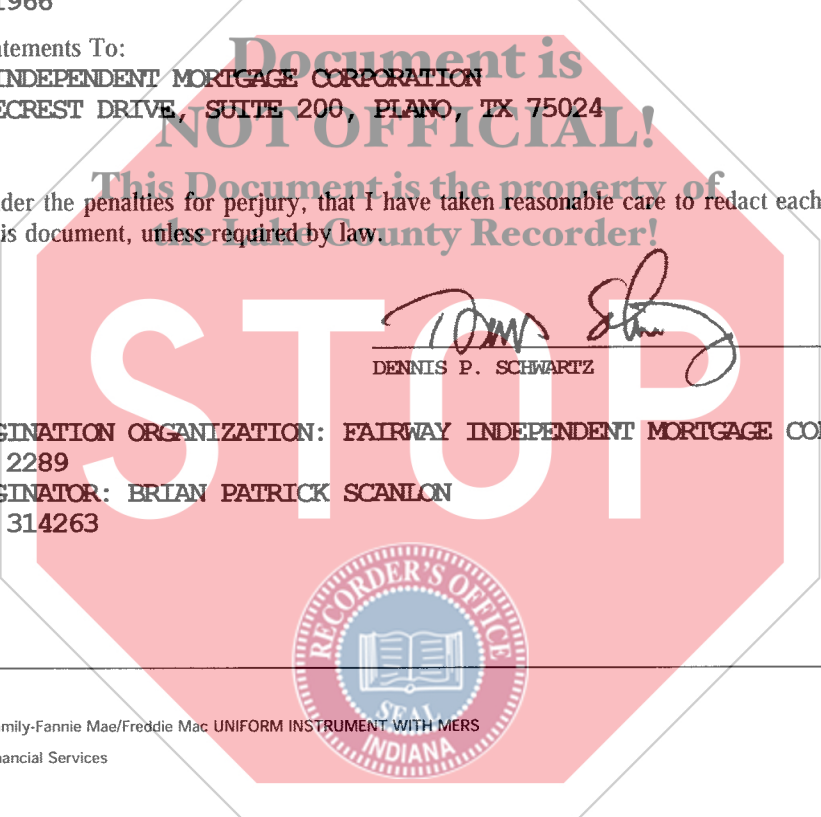 1966
tements To:
INDEPENDENT MORTGAGE CORPORATION
ECREST DRIVE, SUITE 200, PLANO, TX 75024
Document is
NOT OFFICIAL!
This Document is the property of
the Lake County Recorder!
der the penalties for perjury, that I have taken reasonable care to redact each
is document, unless required by law.
STOP
DENNIS P. SCHWARTZ
GINATION ORGANIZATION: FAIRWAY INDEPENDENT MORTGAGE CO
2289
GINATOR: BRIAN PATRICK SCANLON
314263
RECORDER'S OFFICE
SEAL
INDIANA
mily-Fannie Mae/Freddie Mac UNIFORM INSTRUMENT WITH MERS
nancial Services